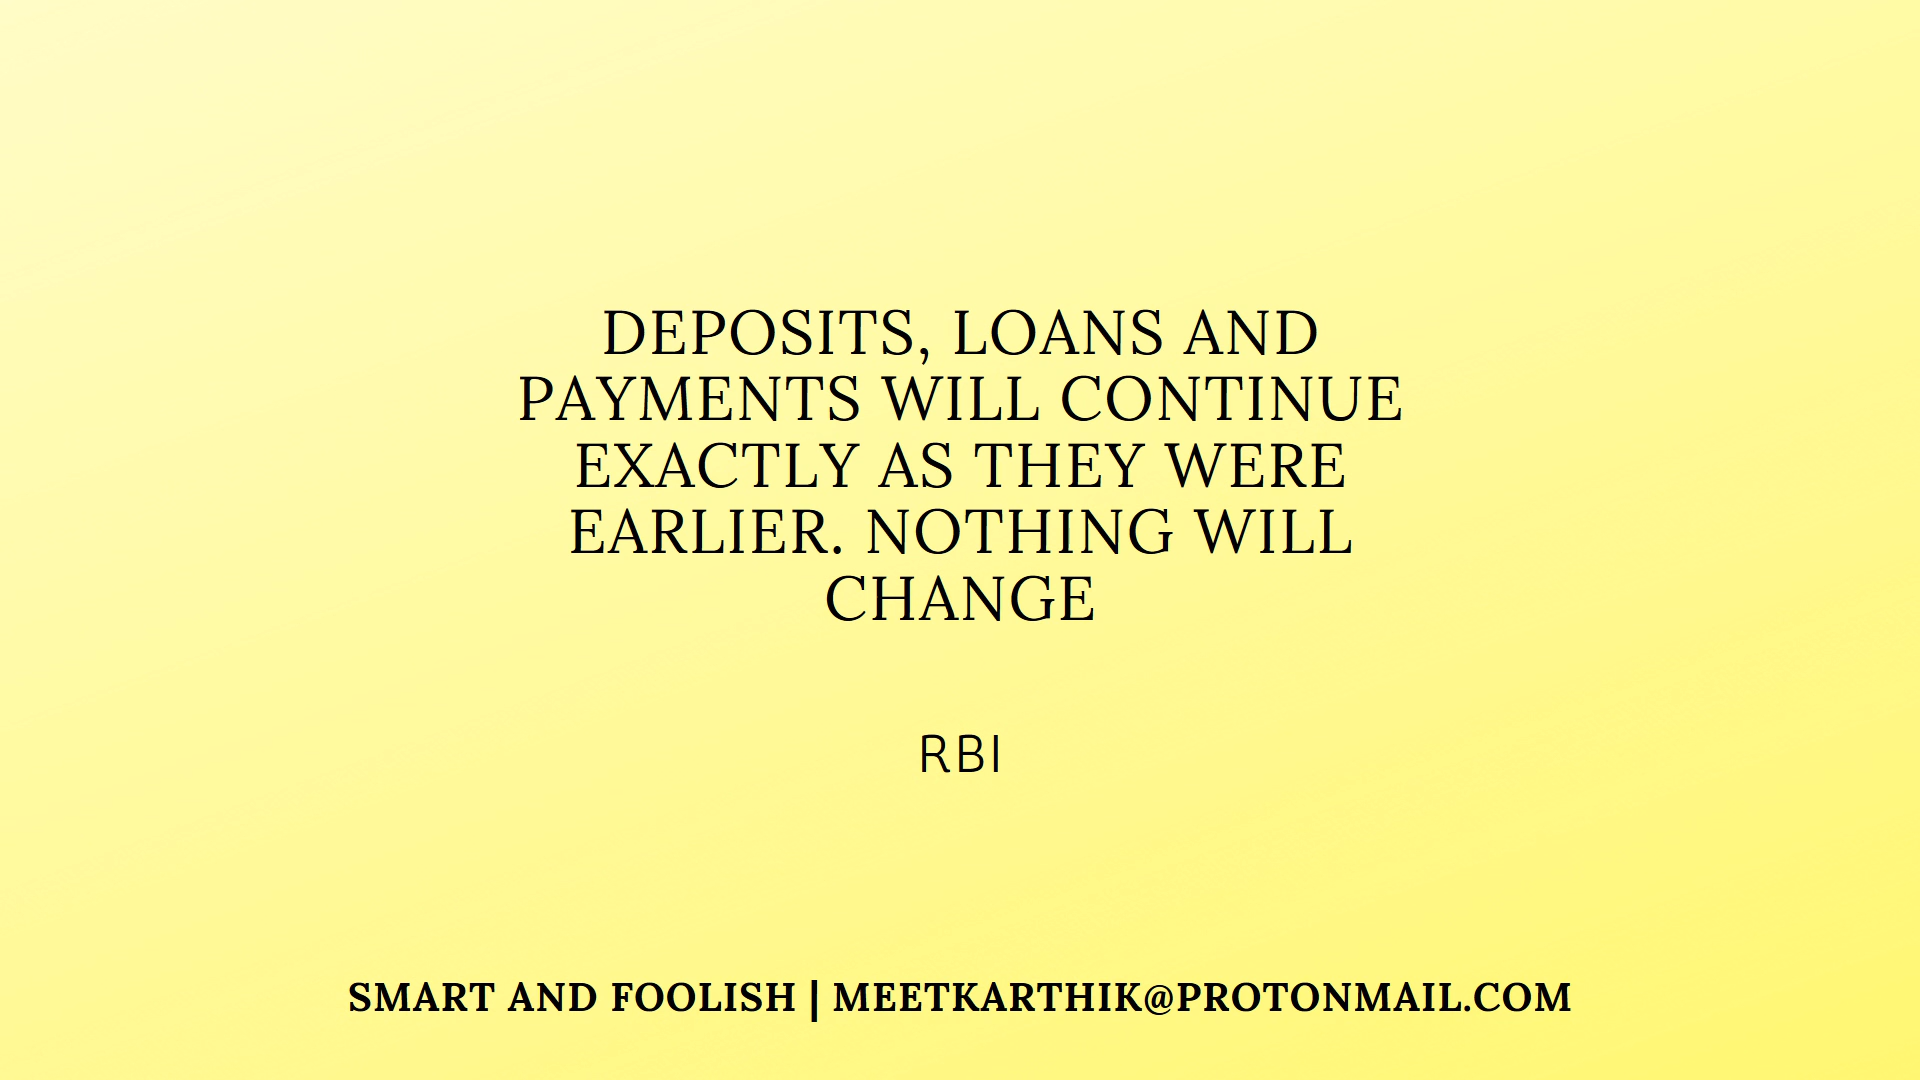 DEPOSITS, LOANS AND
PAYMENTS WILL CONTINUE
EXACTLY AS THEY WERE
EARLIER. NOTHING WILL
CHANGE
RBI
SMART AND FOOLISH | MEETKARTHIK@PROTONMAIL.COM